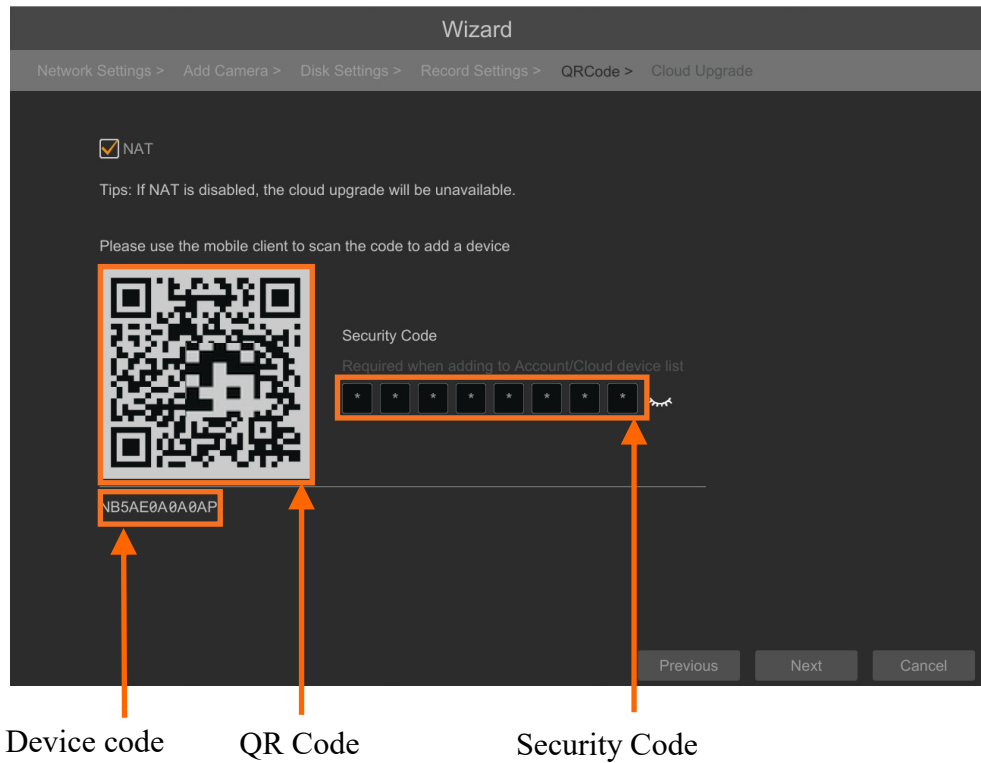 Wizard
Network Settings > Add Camera > Disk Settings > Record Settings > QRCode > Cloud Upgrade
NAT
Tips: If NAT is disabled, the cloud upgrade will be unavailable.
Please use the mobile client to scan the code to add a device
Security Code
Required when adding to Account/Cloud device list
* * * * * * * *
NB5AE0A0A0AP
Previous Next Cancel
Device code QR Code Security Code